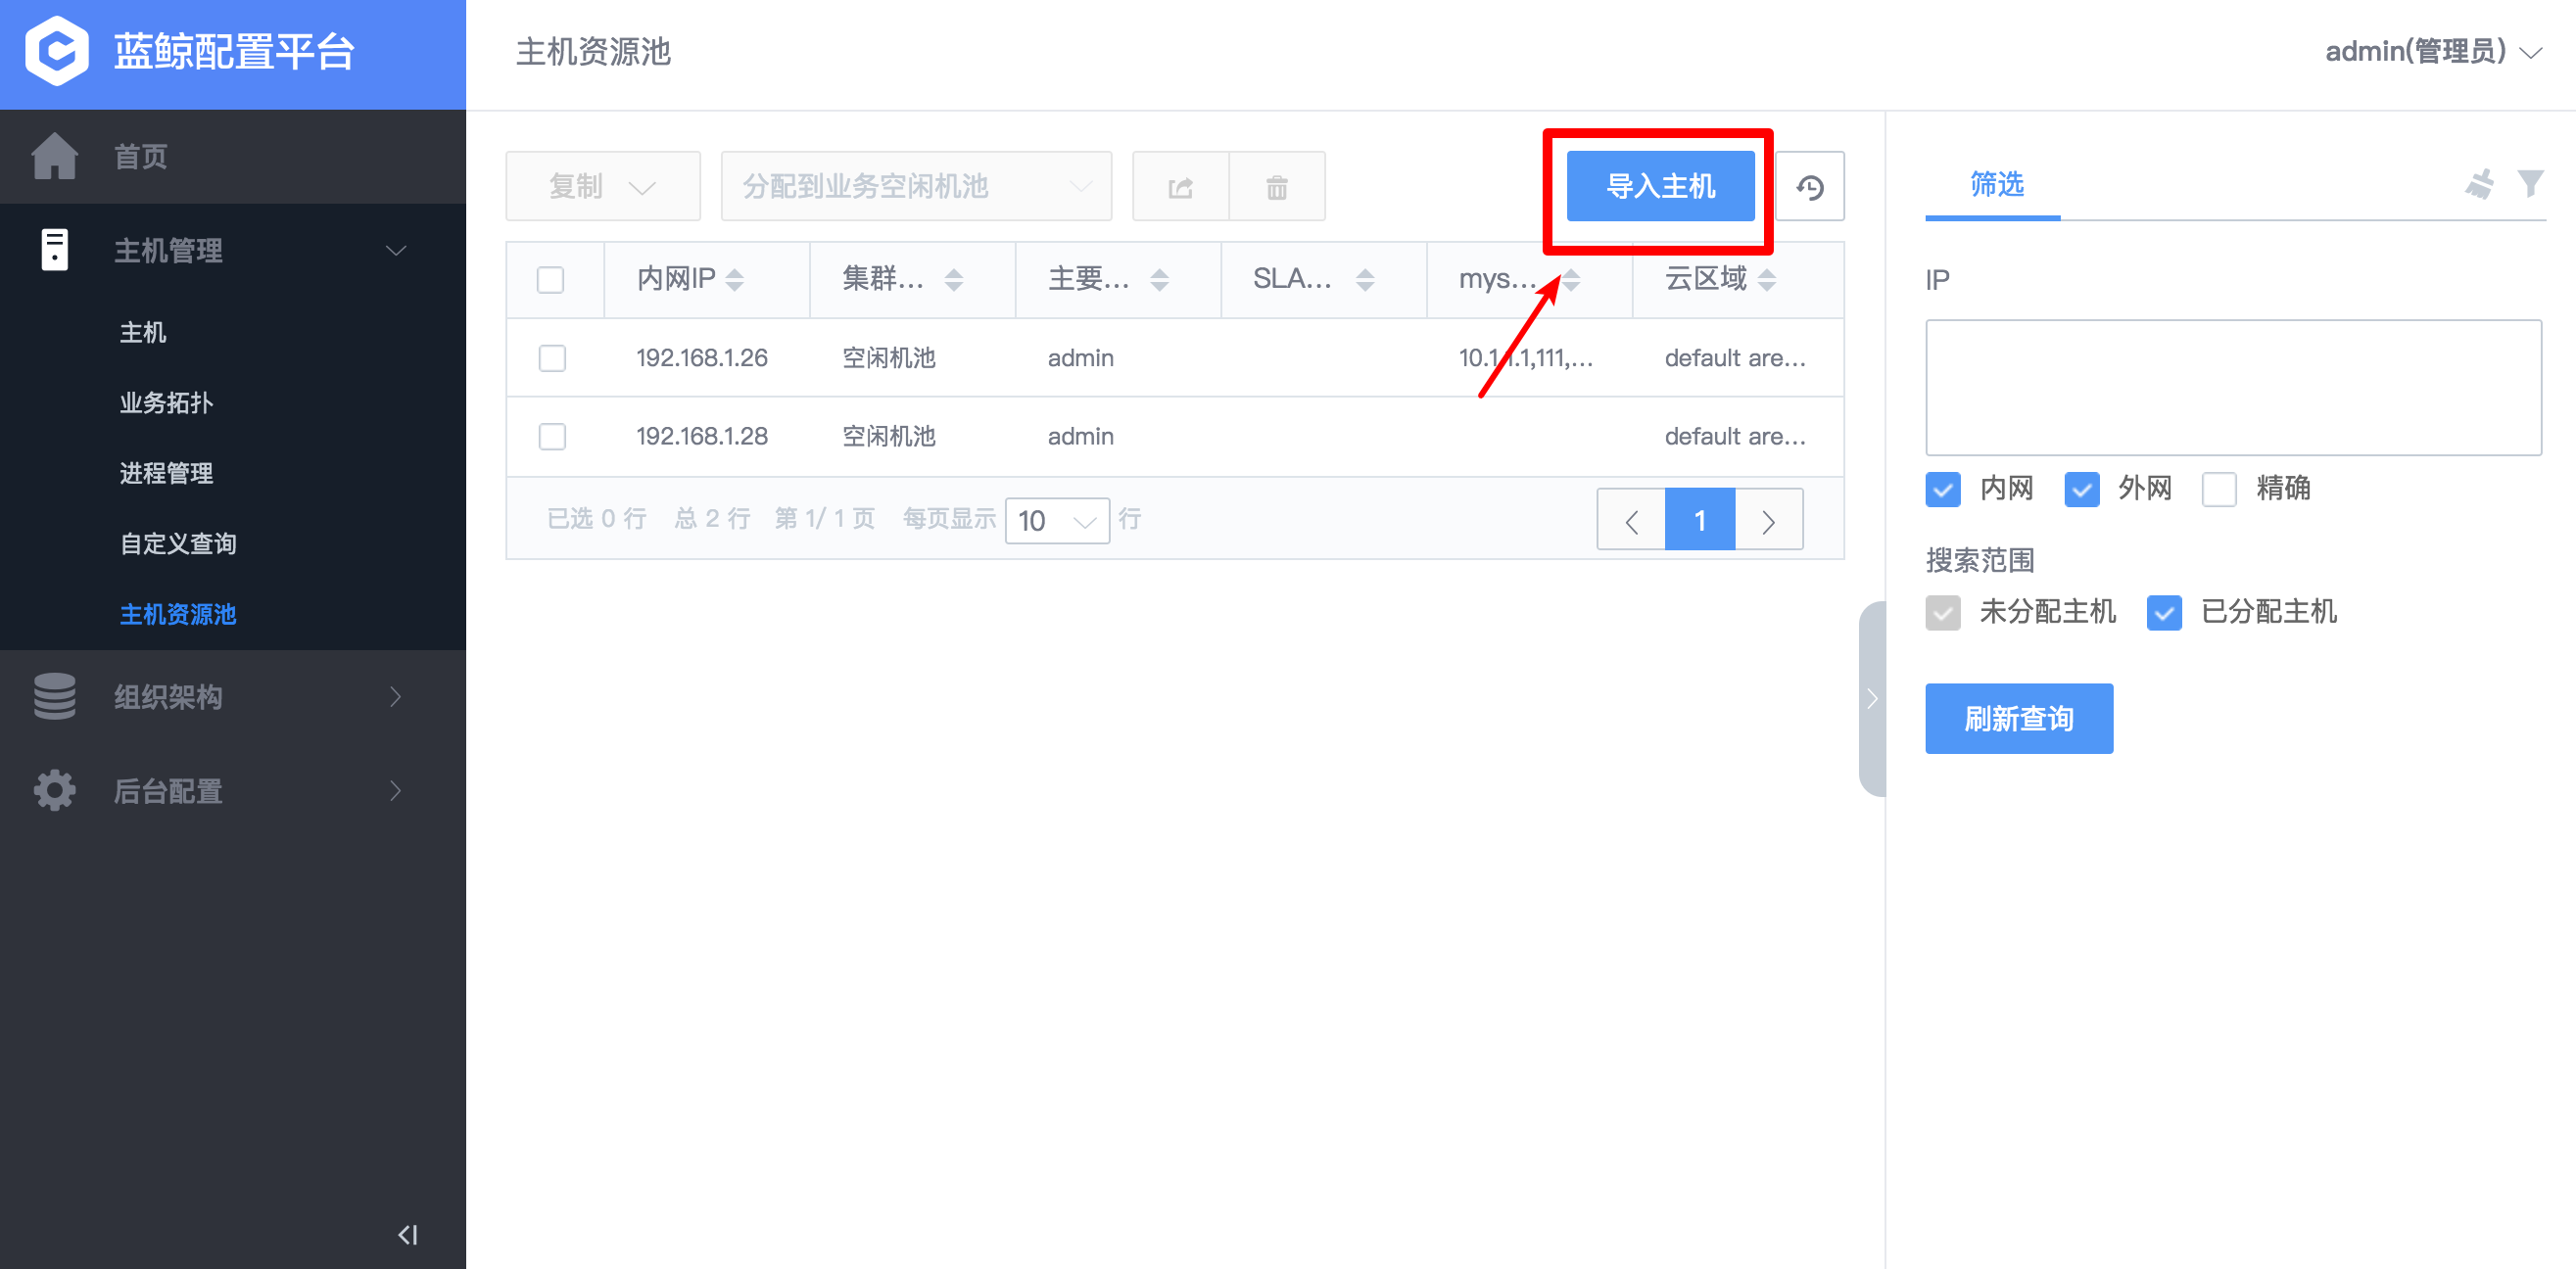 蓝鲸配置平台
主机资源池
admin(管理员)
首页
主机管理
主机
业务拓扑
进程管理
自定义查询
主机资源池
组织架构
后台配置
复制
分配到业务空闲机池
导入主机
内网IP 集群... 主要... SLA... mys... 云区域
192.168.1.26 空闲机池 admin 10.1.1.1,111,... default are...
192.168.1.28 空闲机池 admin default are...
已选 0 行 总 2 行 第 1/ 1 页 每页显示 10 行
1
筛选
IP
内网 外网 精确
搜索范围
未分配主机 已分配主机
刷新查询